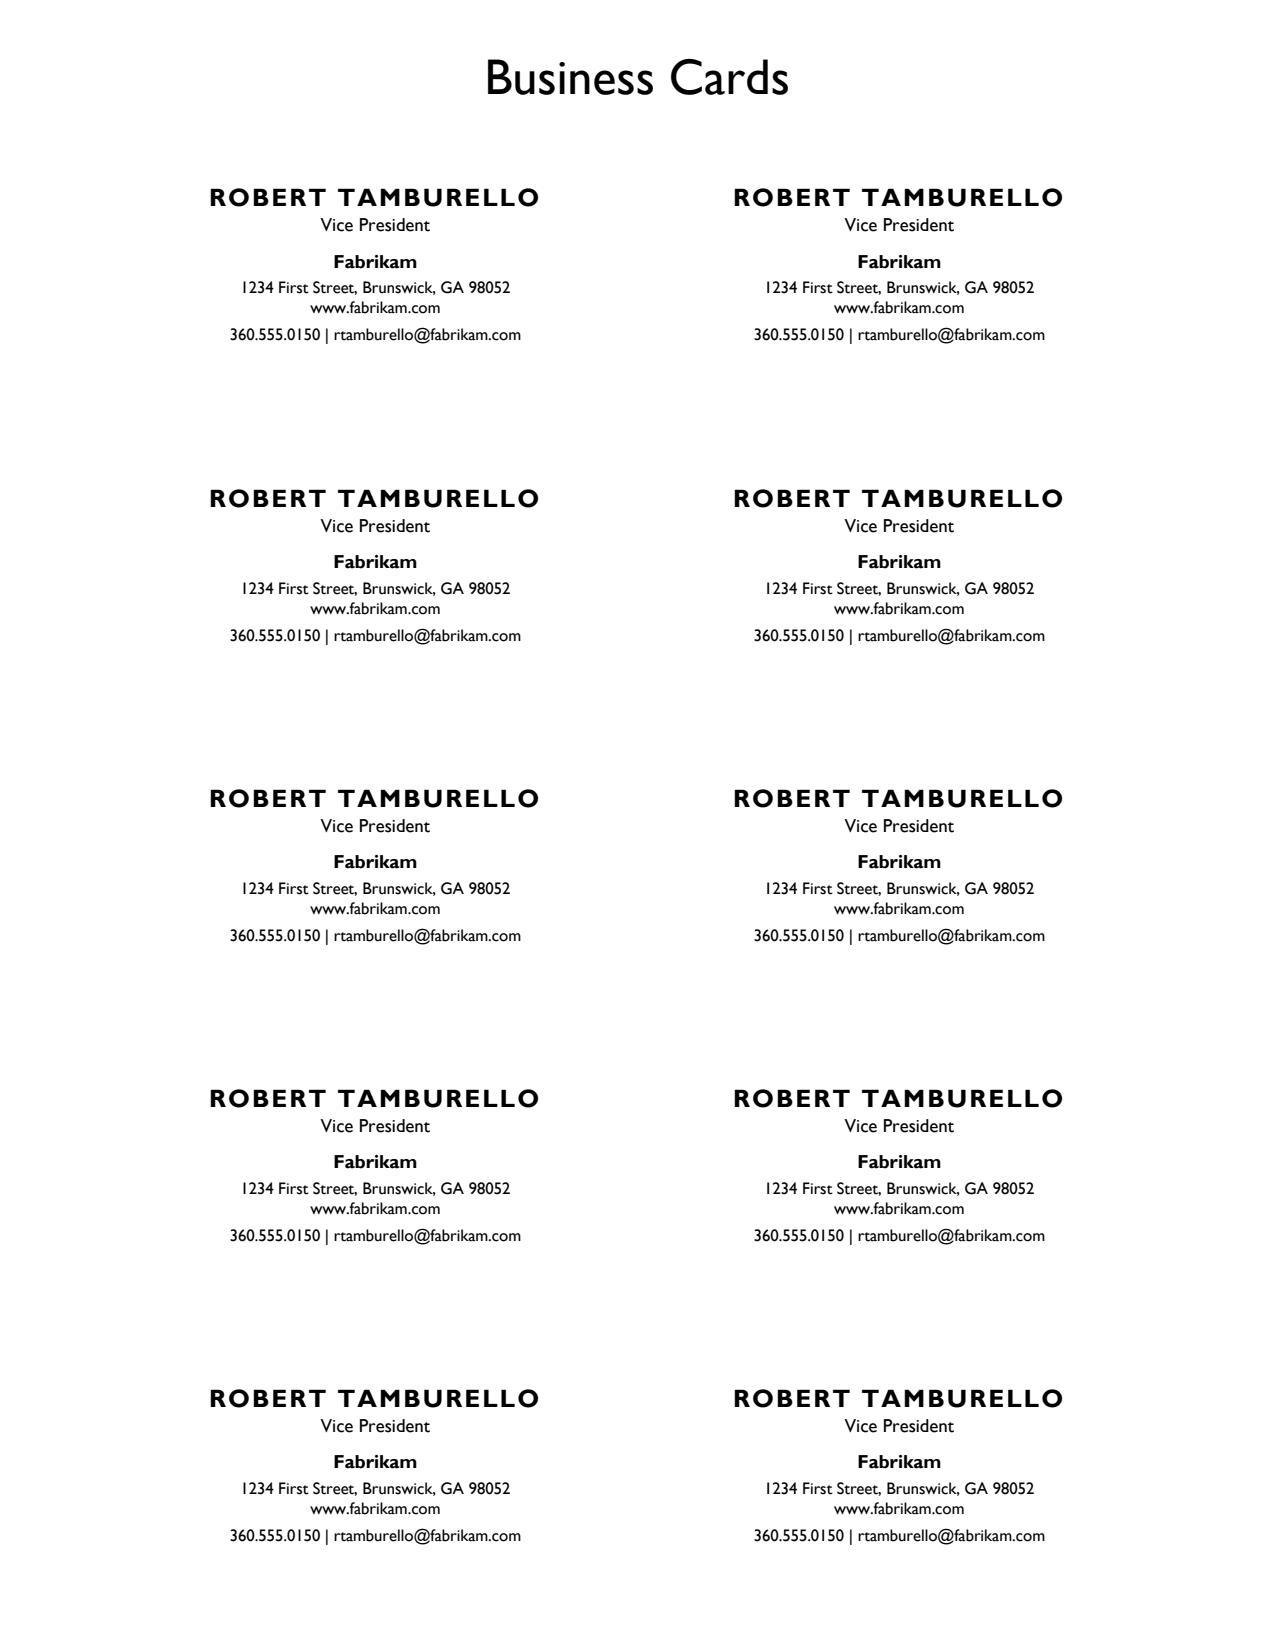 Business Cards
ROBERT TAMBURELLO
Vice President
Fabrikam
1234 First Street, Brunswick, GA 98052
www.fabrikam.com
360.555.0150 | rtamburello@fabrikam.com
ROBERT TAMBURELLO
Vice President
Fabrikam
1234 First Street, Brunswick, GA 98052
www.fabrikam.com
360.555.0150 | rtamburello@fabrikam.com
ROBERT TAMBURELLO
Vice President
Fabrikam
1234 First Street, Brunswick, GA 98052
www.fabrikam.com
360.555.0150 | rtamburello@fabrikam.com
ROBERT TAMBURELLO
Vice President
Fabrikam
1234 First Street, Brunswick, GA 98052
www.fabrikam.com
360.555.0150 | rtamburello@fabrikam.com
ROBERT TAMBURELLO
Vice President
Fabrikam
1234 First Street, Brunswick, GA 98052
www.fabrikam.com
360.555.0150 | rtamburello@fabrikam.com
ROBERT TAMBURELLO
Vice President
Fabrikam
1234 First Street, Brunswick, GA 98052
www.fabrikam.com
360.555.0150 | rtamburello@fabrikam.com
ROBERT TAMBURELLO
Vice President
Fabrikam
1234 First Street, Brunswick, GA 98052
www.fabrikam.com
360.555.0150 | rtamburello@fabrikam.com
ROBERT TAMBURELLO
Vice President
Fabrikam
1234 First Street, Brunswick, GA 98052
www.fabrikam.com
360.555.0150 | rtamburello@fabrikam.com
ROBERT TAMBURELLO
Vice President
Fabrikam
1234 First Street, Brunswick, GA 98052
www.fabrikam.com
360.555.0150 | rtamburello@fabrikam.com
ROBERT TAMBURELLO
Vice President
Fabrikam
1234 First Street, Brunswick, GA 98052
www.fabrikam.com
360.555.0150 | rtamburello@fabrikam.com